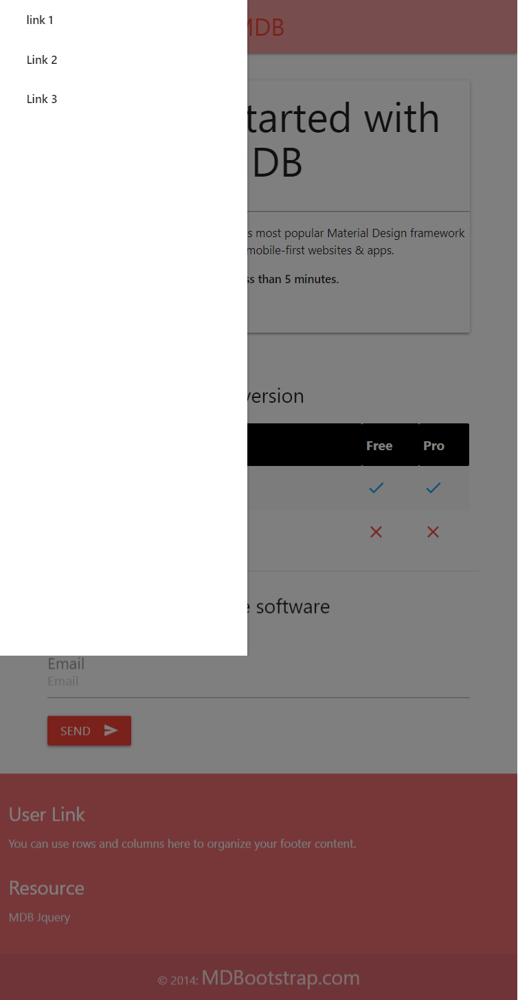 link 1
Link 2
Link 3
MDB
tarted with
DB
s most popular Material Design framework
mobile-first websites & apps.
ss than 5 minutes.
version
Free Pro
e software
Email
Email
SEND
User Link
You can use rows and columns here to organize your footer content.
Resource
MDB Jquery
© 2014: MDBootstrap.com